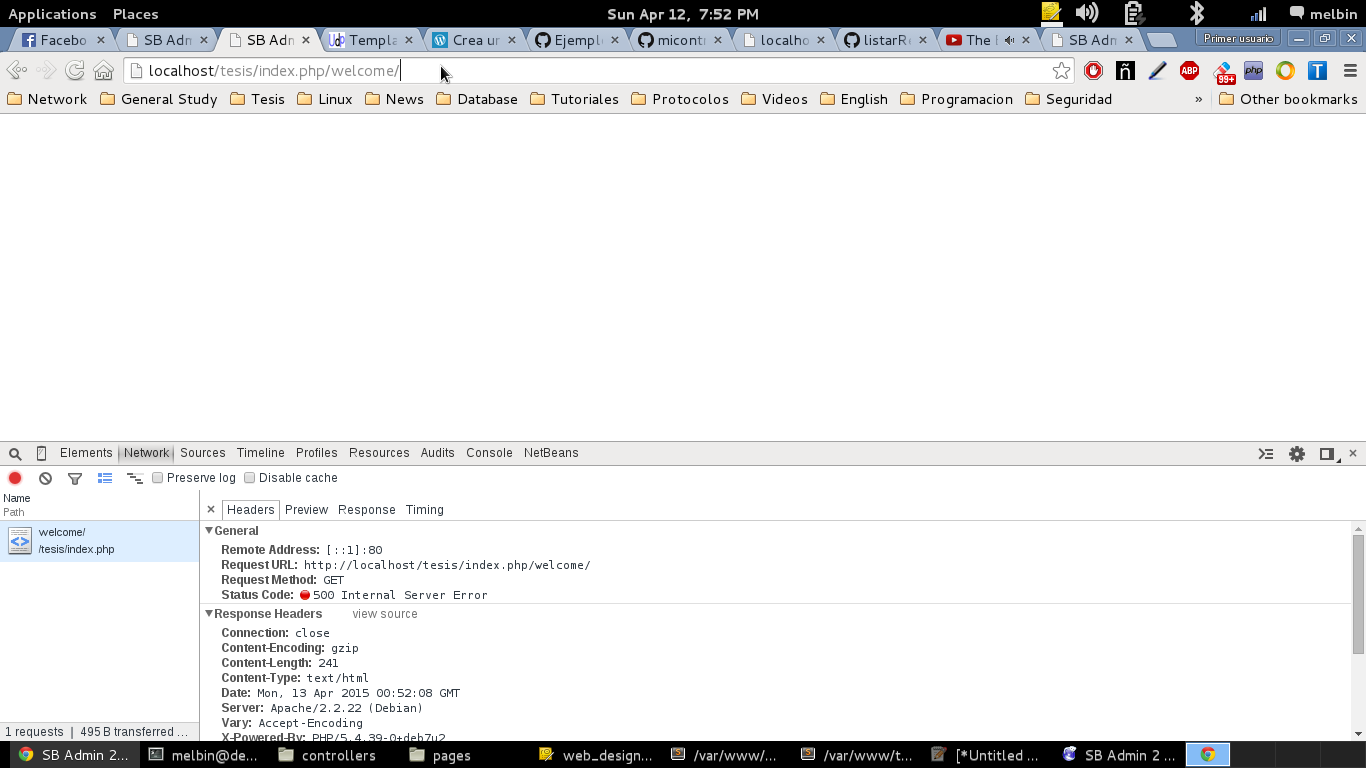 Applications Places Sun Apr 12, 7:52 PM melbin
Facebo SB Adm SB Adn Templa Crea ur Ejempl micont localho listarRe The E SB Adm Primer usuario
localhost/tesis/index.php/welcome/ ñ ABP 99+ php T
Network General Study Tesis Linux News Database Tutoriales Protocolos Videos English Programacion Seguridad » Other bookmarks
Elements Network Sources Timeline Profiles Resources Audits Console NetBeans
Preserve log Disable cache
Name
Path
Headers Preview Response Timing
welcome/
/tesis/index.php
General
Remote Address: [::1]:80
Request URL: http://localhost/tesis/index.php/welcome/
Request Method: GET
Status Code: 500 Internal Server Error
Response Headers view source
Connection: close
Content-Encoding: gzip
Content-Length: 241
Content-Type: text/html
Date: Mon, 13 Apr 2015 00:52:08 GMT
Server: Apache/2.2.22 (Debian)
Vary: Accept-Encoding
X-Powered-By: PHP/5.4.39-0+deb7u2
1 requests | 495 B transferred ...
SB Admin 2... melbin@de... controllers pages web_design... /var/www/... /var/www/t... [*Untitled ... SB Admin 2 ...